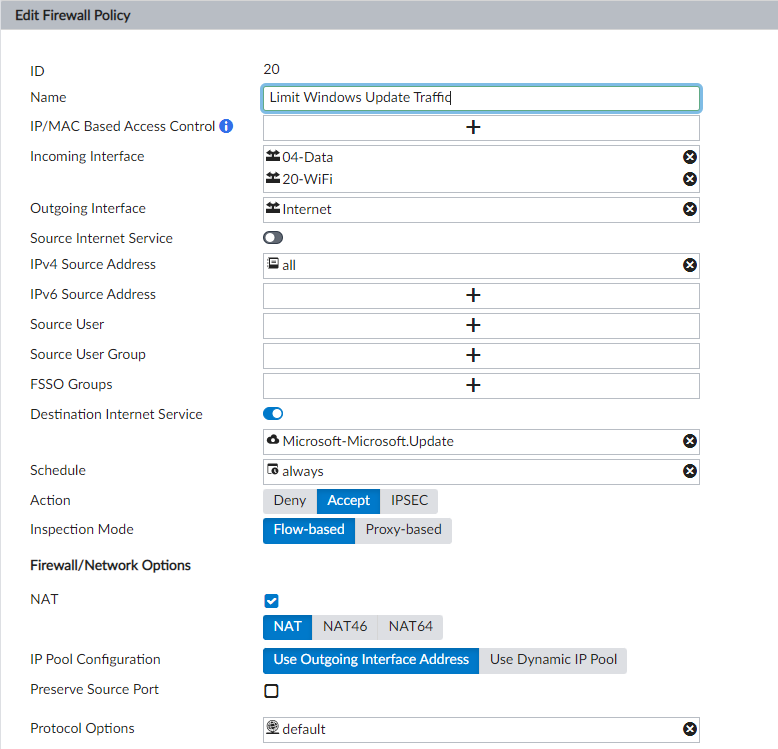 Edit Firewall Policy
ID 20
Name Limit Windows Update Traffic
IP/MAC Based Access Control i +
Incoming Interface 04-Data
20-WiFi
Outgoing Interface Internet
Source Internet Service
IPv4 Source Address all
IPv6 Source Address +
Source User +
Source User Group +
FSSO Groups +
Destination Internet Service
Microsoft-Microsoft.Update
Schedule always
Action Deny Accept IPSEC
Inspection Mode Flow-based Proxy-based
Firewall/Network Options
NAT
NAT NAT46 NAT64
IP Pool Configuration Use Outgoing Interface Address Use Dynamic IP Pool
Preserve Source Port
Protocol Options default